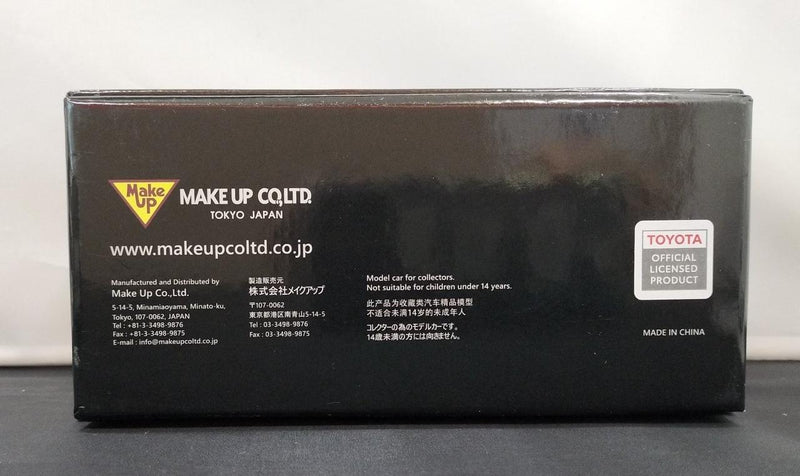 Make
Up
MAKE UP CO.,LTD.
TOKYO JAPAN
www.makeupcoltd.co.jp
Manufactured and Distributed by
Make Up Co.,Ltd.
5-14-5, Minamiaoyama, Minato-ku,
Tokyo, 107-0062, JAPAN
Tel : +81-3-3498-9876
Fax : +81-3-3498-9875
E-mail : info@makeupcoltd.co.jp
製造販売元
株式会社メイクアップ
〒107-0062
東京都港区南青山5-14-5
Tel : 03-3498-9876
Fax : 03-3498-9875
Model car for collectors.
Not suitable for children under 14 years.
此产品为收藏类汽车精品模型
不适合未满14岁的未成年人
コレクターの為のモデルカーです。
14歳未満の方には向きません。
TOYOTA
OFFICIAL
LICENSED
PRODUCT
MADE IN CHINA